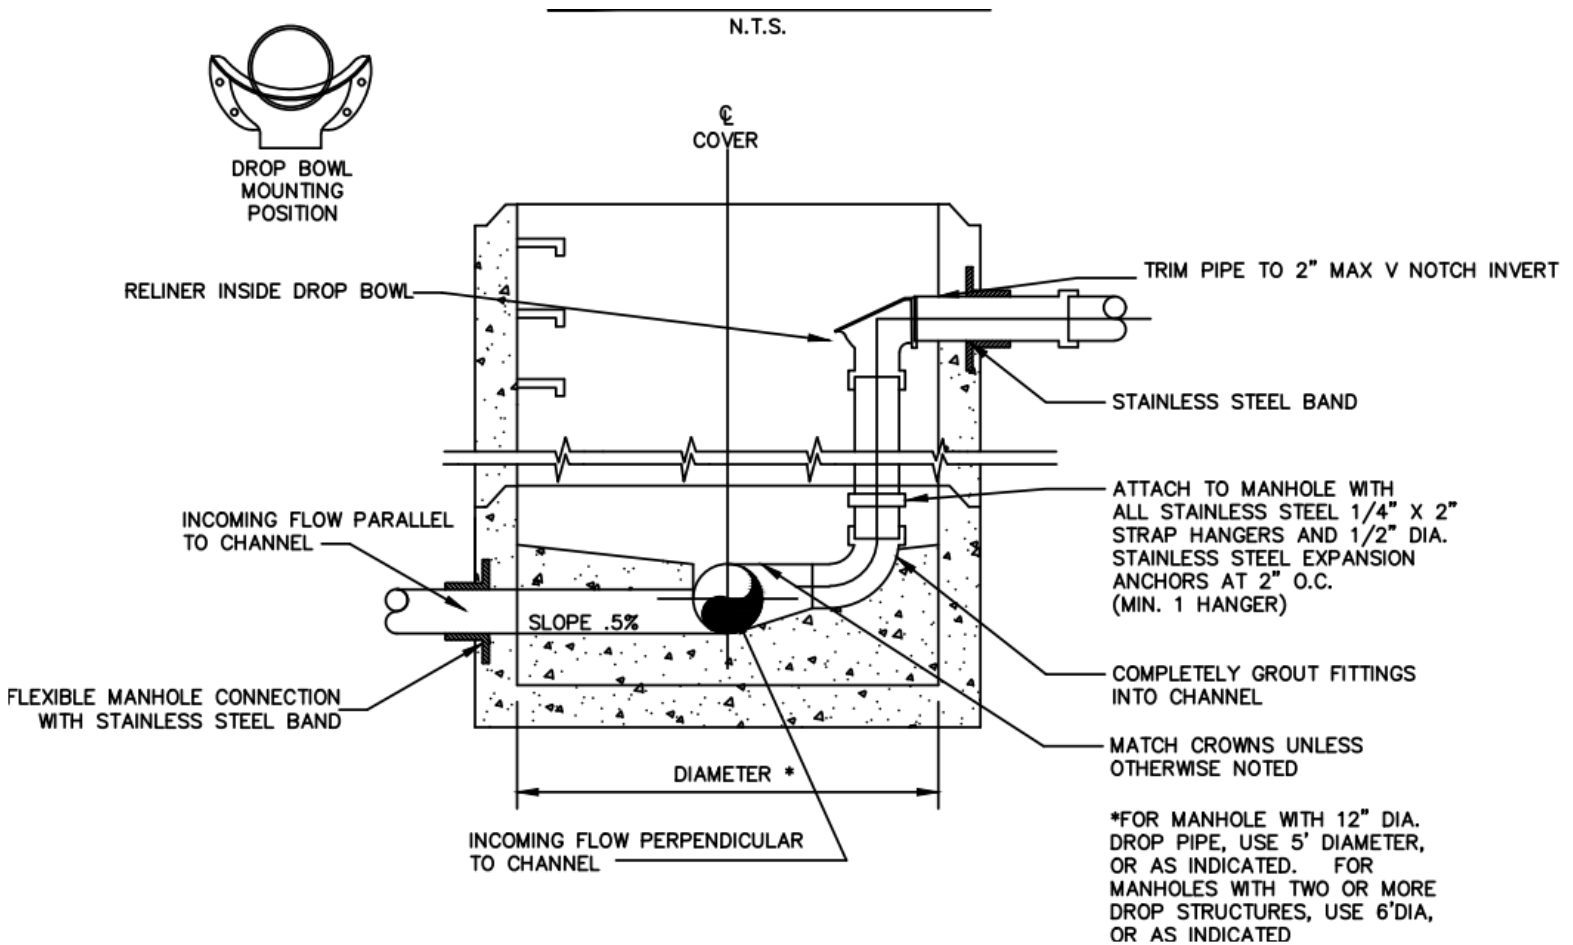 N.T.S.
DROP BOWL
MOUNTING
POSITION
℄
COVER
RELINER INSIDE DROP BOWL
TRIM PIPE TO 2" MAX V NOTCH INVERT
STAINLESS STEEL BAND
ATTACH TO MANHOLE WITH
ALL STAINLESS STEEL 1/4" X 2"
STRAP HANGERS AND 1/2" DIA.
STAINLESS STEEL EXPANSION
ANCHORS AT 2" O.C.
(MIN. 1 HANGER)
INCOMING FLOW PARALLEL
TO CHANNEL
SLOPE .5%
FLEXIBLE MANHOLE CONNECTION
WITH STAINLESS STEEL BAND
COMPLETELY GROUT FITTINGS
INTO CHANNEL
MATCH CROWNS UNLESS
OTHERWISE NOTED
DIAMETER *
INCOMING FLOW PERPENDICULAR
TO CHANNEL
*FOR MANHOLE WITH 12" DIA.
DROP PIPE, USE 5' DIAMETER,
OR AS INDICATED. FOR
MANHOLES WITH TWO OR MORE
DROP STRUCTURES, USE 6'DIA,
OR AS INDICATED